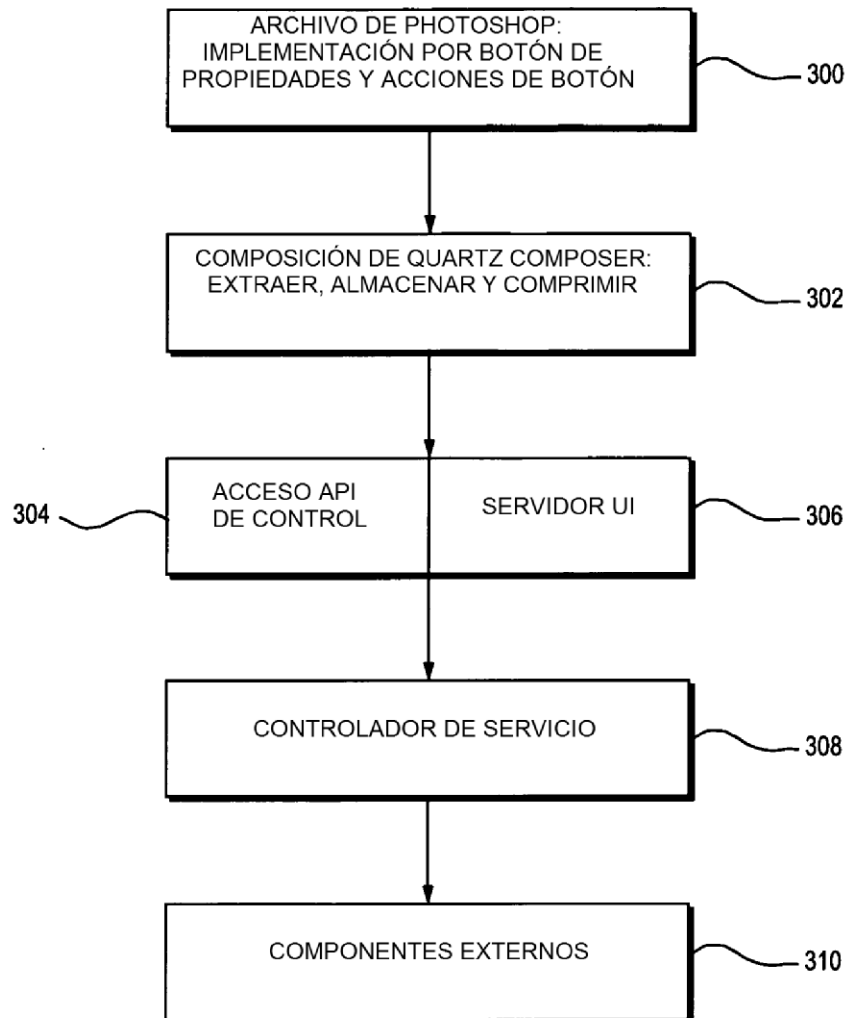 ARCHIVO DE PHOTOSHOP:
IMPLEMENTACIÓN POR BOTÓN DE
PROPIEDADES Y ACCIONES DE BOTÓN
300
COMPOSICIÓN DE QUARTZ COMPOSER:
EXTRAER, ALMACENAR Y COMPRIMIR
302
304
ACCESO API
DE CONTROL
SERVIDOR UI
306
CONTROLADOR DE SERVICIO
308
COMPONENTES EXTERNOS
310